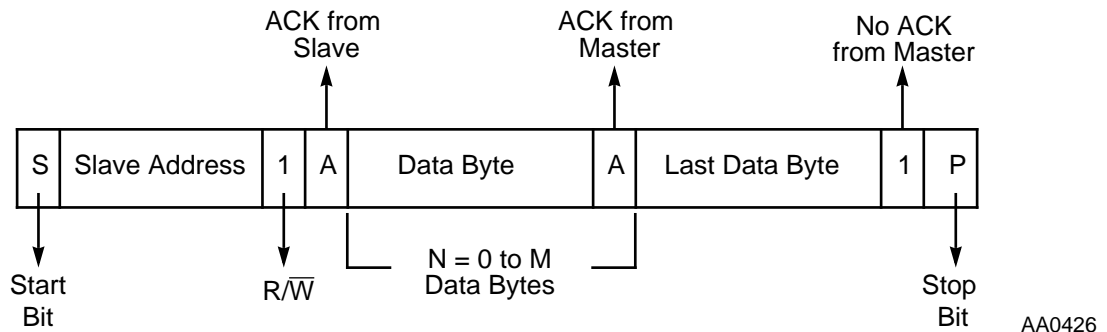 ACK from
Slave
ACK from
Master
No ACK
from Master
S
Slave Address
1
A
Data Byte
A
Last Data Byte
1
P
Start
Bit
R/W̅
N = 0 to M
Data Bytes
Stop
Bit
AA0426